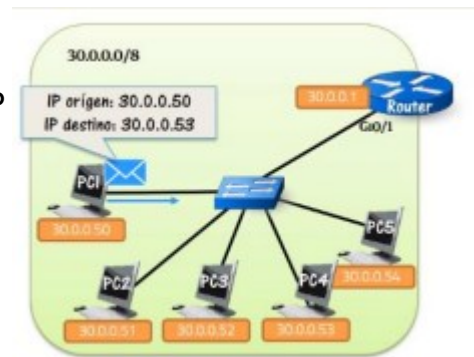 30.0.0.0/8
o
IP orígen: 30.0.0.50
IP destino: 30.0.0.53
30.0.0.1
Router
Gi0/1
PC1
30.0.0.50
PC5
30.0.0.54
PC2
PC3
PC4
30.0.0.51
30.0.0.52
30.0.0.53